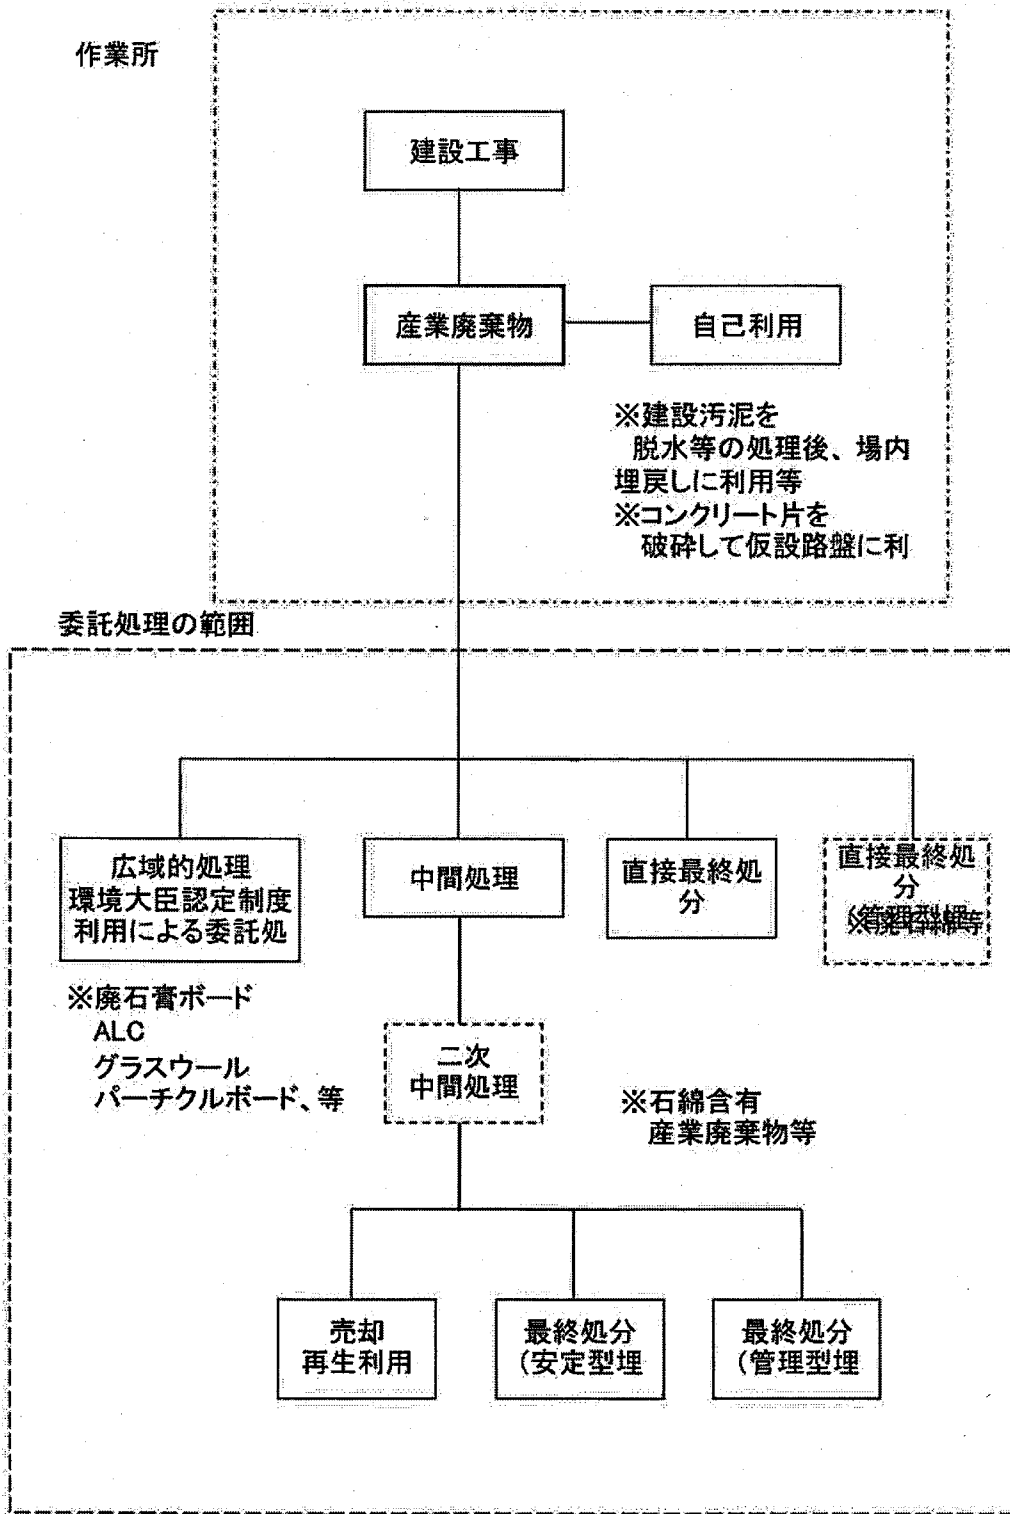 作業所
建設工事
産業廃棄物
自己利用
※建設汚泥を
脱水等の処理後、場内
埋戻しに利用等
※コンクリート片を
破砕して仮設路盤に利
委託処理の範囲
広域的処理
環境大臣認定制度
利用による委託処
※廃石膏ボード
ALC
グラスウール
パーチクルボード、等
中間処理
直接最終処
分
直接最終処
分
(管理型埋
※廃石綿等
二次
中間処理
※石綿含有
産業廃棄物等
売却
再生利用
最終処分
(安定型埋
最終処分
(管理型埋